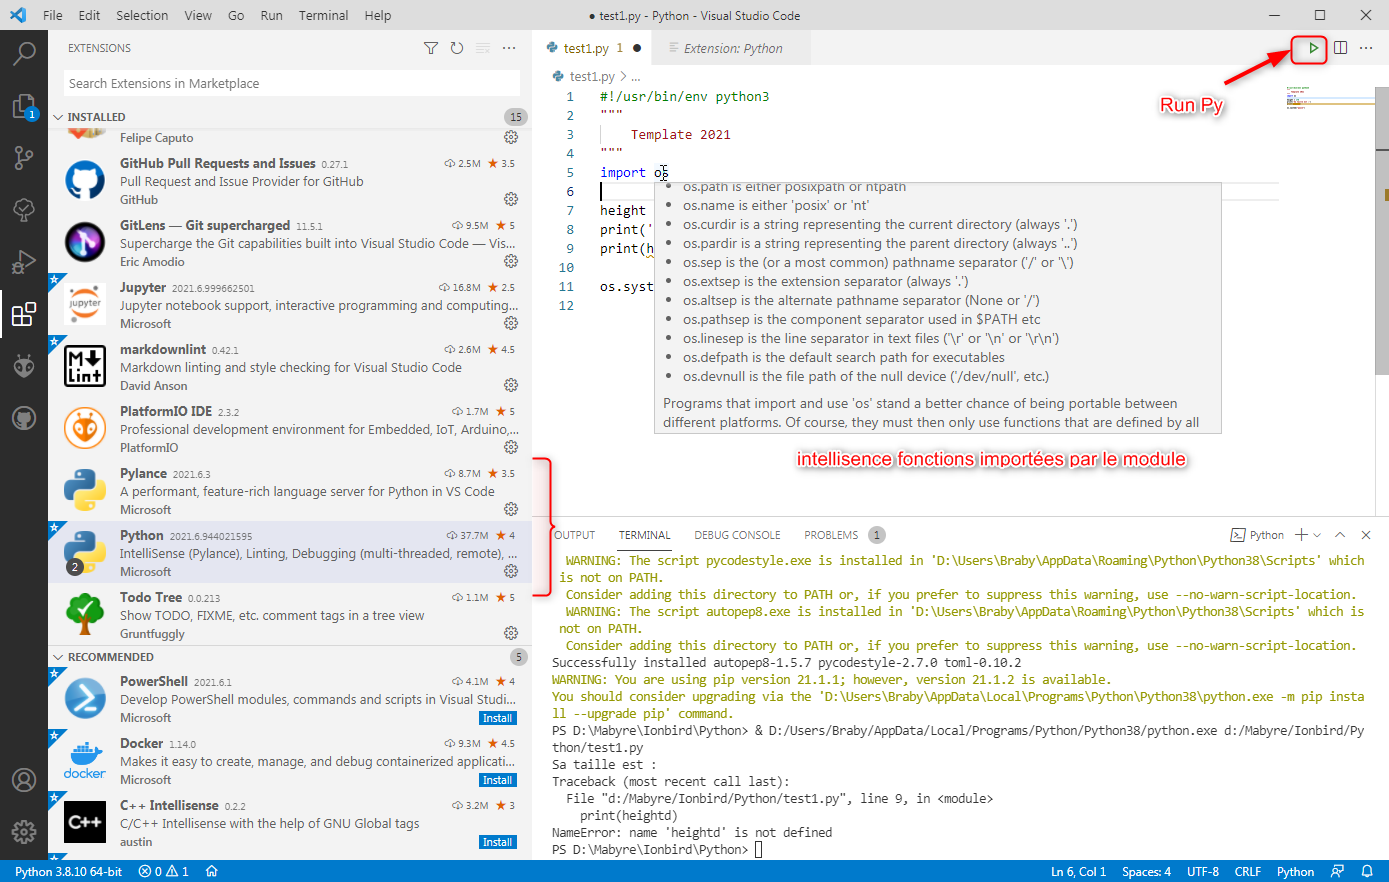 File Edit Selection View Go Run Terminal Help ● test1.py - Python - Visual Studio Code
EXTENSIONS
Search Extensions in Marketplace
INSTALLED 15
Felipe Caputo
GitHub Pull Requests and Issues 0.27.1 2.5M ★ 3.5
Pull Request and Issue Provider for GitHub
GitHub
GitLens — Git supercharged 11.5.1 9.5M ★ 5
Supercharge the Git capabilities built into Visual Studio Code — Vis...
Eric Amodio
Jupyter 2021.6.999662501 16.8M ★ 2.5
Jupyter notebook support, interactive programming and computing...
Microsoft
markdownlint 0.42.1 2.6M ★ 4.5
Markdown linting and style checking for Visual Studio Code
David Anson
PlatformIO IDE 2.3.2 1.7M ★ 5
Professional development environment for Embedded, IoT, Arduino,...
PlatformIO
Pylance 2021.6.3 8.7M ★ 3.5
A performant, feature-rich language server for Python in VS Code
Microsoft
Python 2021.6.944021595 37.7M ★ 4
IntelliSense (Pylance), Linting, Debugging (multi-threaded, remote), ...
2
Microsoft
Todo Tree 0.0.213 1.1M ★ 5
Show TODO, FIXME, etc. comment tags in a tree view
Gruntfuggly
RECOMMENDED 5
PowerShell 2021.6.1 4.1M ★ 4
Develop PowerShell modules, commands and scripts in Visual Studi...
Microsoft Install
Docker 1.14.0 9.3M ★ 4.5
Makes it easy to create, manage, and debug containerized applicati...
docker
Microsoft Install
C++ Intellisense 0.2.2 3.2M ★ 3
C/C++ Intellisense with the help of GNU Global tags
C++
austin Install
1
jupyter
M Lint
test1.py 1 ● Extension: Python
test1.py > ...
Run Py
1 #!/usr/bin/env python3
2 """
3 Template 2021
4 """
5 import os
6
7 height
8 print('
9 print(h
10
11 os.syst
12
os.path is either posixpath or ntpath
• os.name is either 'posix' or 'nt'
• os.curdir is a string representing the current directory (always '.')
• os.pardir is a string representing the parent directory (always '..')
• os.sep is the (or a most common) pathname separator ('/' or '\')
• os.extsep is the extension separator (always '.')
• os.altsep is the alternate pathname separator (None or '/')
• os.pathsep is the component separator used in $PATH etc
• os.linesep is the line separator in text files ('\r' or '\n' or '\r\n')
• os.defpath is the default search path for executables
• os.devnull is the file path of the null device ('/dev/null', etc.)
Programs that import and use 'os' stand a better chance of being portable between
different platforms. Of course, they must then only use functions that are defined by all
intellisence fonctions importées par le module
OUTPUT TERMINAL DEBUG CONSOLE PROBLEMS 1 Python
WARNING: The script pycodestyle.exe is installed in 'D:\Users\Braby\AppData\Roaming\Python\Python38\Scripts' which
is not on PATH.
Consider adding this directory to PATH or, if you prefer to suppress this warning, use --no-warn-script-location.
WARNING: The script autopep8.exe is installed in 'D:\Users\Braby\AppData\Roaming\Python\Python38\Scripts' which is
not on PATH.
Consider adding this directory to PATH or, if you prefer to suppress this warning, use --no-warn-script-location.
Successfully installed autopep8-1.5.7 pycodestyle-2.7.0 toml-0.10.2
WARNING: You are using pip version 21.1.1; however, version 21.1.2 is available.
You should consider upgrading via the 'D:\Users\Braby\AppData\Local\Programs\Python\Python38\python.exe -m pip insta
ll --upgrade pip' command.
PS D:\Mabyre\Ionbird\Python> & D:/Users/Braby/AppData/Local/Programs/Python/Python38/python.exe d:/Mabyre/Ionbird/Py
thon/test1.py
Sa taille est :
Traceback (most recent call last):
File "d:/Mabyre/Ionbird/Python/test1.py", line 9, in <module>
print(heightd)
NameError: name 'heightd' is not defined
PS D:\Mabyre\Ionbird\Python>
Python 3.8.10 64-bit 0 1 Ln 6, Col 1 Spaces: 4 UTF-8 CRLF Python